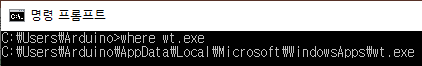 명령 프롬프트
C:₩Users₩Arduino>where wt.exe
C:₩Users₩Arduino₩AppData₩Local₩Microsoft₩WindowsApps₩wt.exe